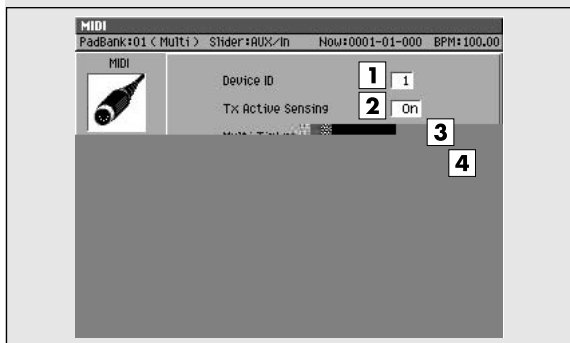 MIDI
PadBank:01 (Multi) Slider:AUX/In Now:0001-01-000 BPM:100.00
MIDI
Device ID 1 1
Tx Active Sensing 2 On
3
4